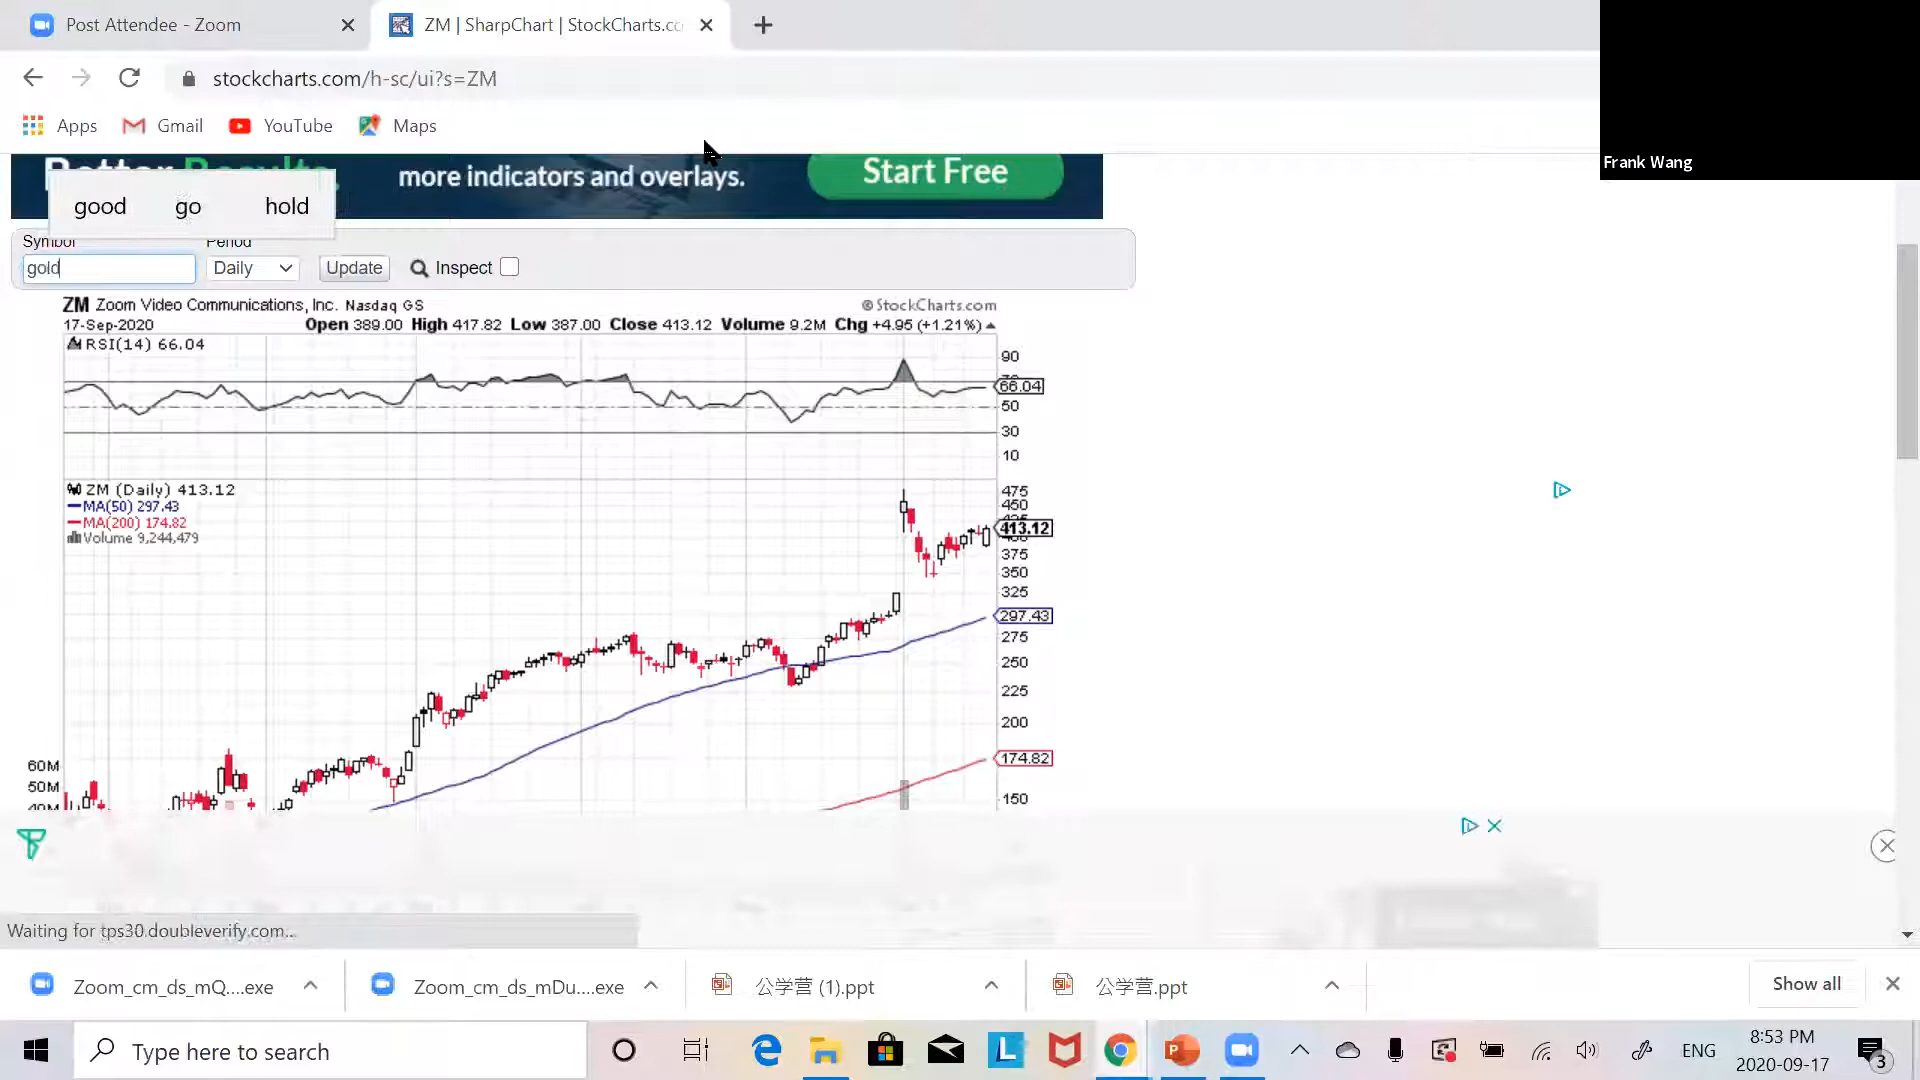 Post Attendee - Zoom
ZM | SharpChart | StockCharts.co
stockcharts.com/h-sc/ui?s=ZM
Apps Gmail YouTube Maps
Better Results.
more indicators and overlays.
Start Free
Frank Wang
good go hold
Symbol Period
gold Daily Update Inspect
ZM Zoom Video Communications, Inc. Nasdaq GS © StockCharts.com
17-Sep-2020 Open 389.00 High 417.82 Low 387.00 Close 413.12 Volume 9.2M Chg +4.95 (+1.21%)
RSI(14) 66.04
90
66.04
50
30
10
ZM (Daily) 413.12
MA(50) 297.43
MA(200) 174.82
Volume 9,244,479
475
450
413.12
375
350
325
297.43
275
250
225
200
174.82
150
60M
50M
40M
Waiting for tps30.doubleverify.com...
Zoom_cm_ds_mQ....exe
Zoom_cm_ds_mDu....exe
公学营 (1).ppt
公学营.ppt
Show all
Type here to search
ENG
8:53 PM
2020-09-17
3